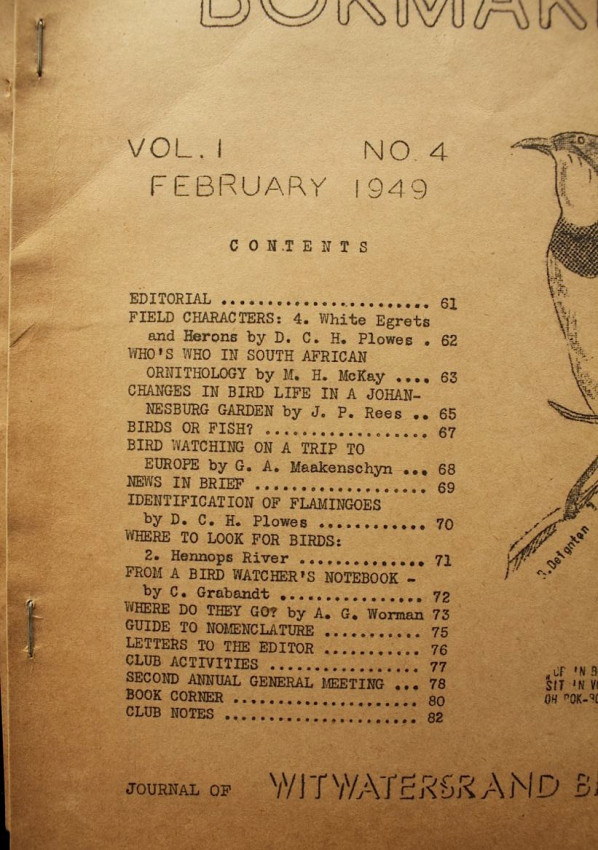 BOKMAKI
VOL. I NO. 4
FEBRUARY 1949
CONTENTS
EDITORIAL ........................ 61
FIELD CHARACTERS: 4. White Egrets
and Herons by D. C. H. Plowes . 62
WHO'S WHO IN SOUTH AFRICAN
ORNITHOLOGY by M. H. McKay .... 63
CHANGES IN BIRD LIFE IN A JOHAN-
NESBURG GARDEN by J. P. Rees .. 65
BIRDS OR FISH? .................. 67
BIRD WATCHING ON A TRIP TO
EUROPE by G. A. Maakenschyn ... 68
NEWS IN BRIEF ................... 69
IDENTIFICATION OF FLAMINGOES
by D. C. H. Plowes ............ 70
WHERE TO LOOK FOR BIRDS:
2. Hennops River .............. 71
FROM A BIRD WATCHER'S NOTEBOOK -
by C. Grabandt ................ 72
WHERE DO THEY GO? by A. G. Worman 73
GUIDE TO NOMENCLATURE ........... 75
LETTERS TO THE EDITOR ........... 76
CLUB ACTIVITIES ................. 77
SECOND ANNUAL GENERAL MEETING ... 78
BOOK CORNER ..................... 80
CLUB NOTES ...................... 82
Deignton
SIT IN
JOURNAL OF WITWATERSRAND